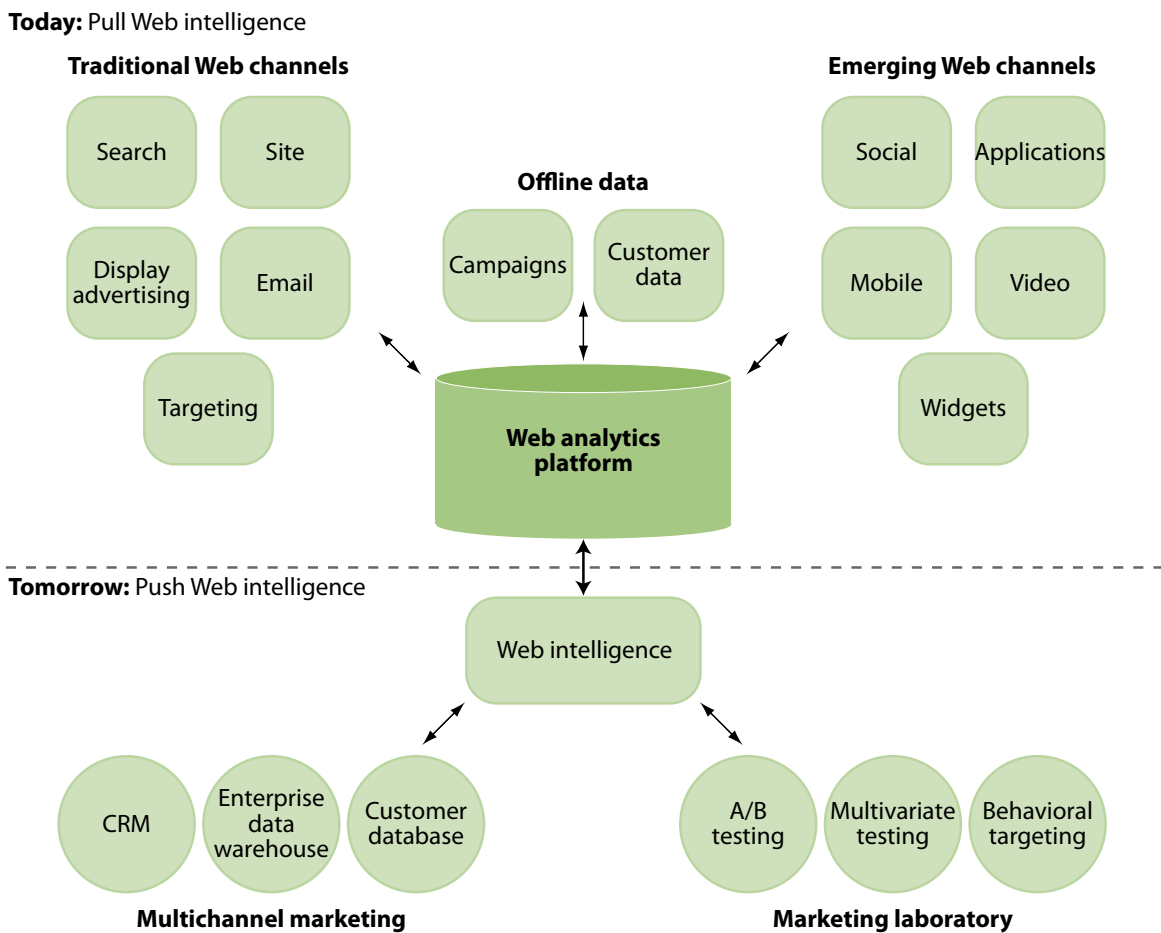 Today: Pull Web intelligence
Traditional Web channels
Search
Site
Display
advertising
Email
Targeting
Offline data
Campaigns
Customer
data
Emerging Web channels
Social
Applications
Mobile
Video
Widgets
Web analytics
platform
Tomorrow: Push Web intelligence
Web intelligence
CRM
Enterprise
data
warehouse
Customer
database
Multichannel marketing
A/B
testing
Multivariate
testing
Behavioral
targeting
Marketing laboratory